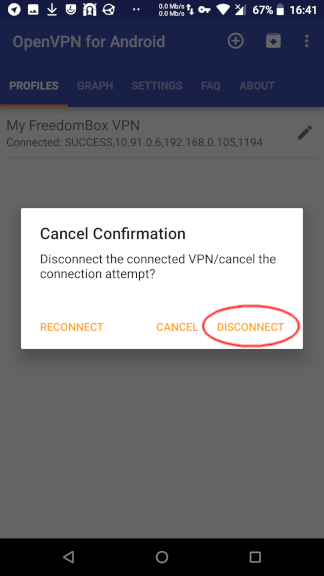 0.0 Mb/s
0.0 Mb/s
67%
16:41
OpenVPN for Android
PROFILES GRAPH SETTINGS FAQ ABOUT
My FreedomBox VPN
Connected: SUCCESS,10.91.0.6,192.168.0.105,1194
Cancel Confirmation
Disconnect the connected VPN/cancel the
connection attempt?
RECONNECT CANCEL DISCONNECT